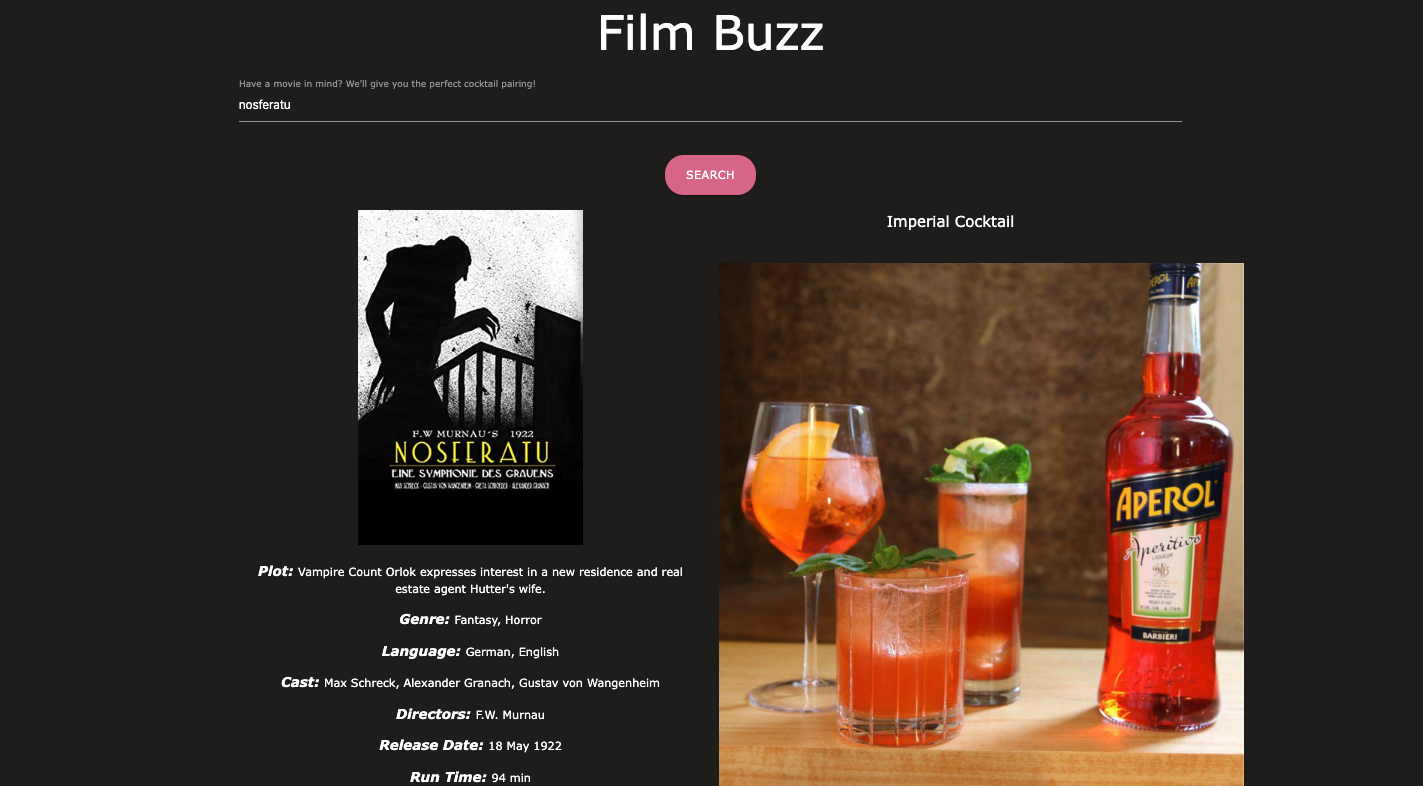 Film Buzz
Have a movie in mind? We'll give you the perfect cocktail pairing!
nosferatu
SEARCH
F.W MURNAU'S 1922
NOSFERATU
EINE SYMPHONIE DES GRAUENS
MAX SCHRECK - GUSTAV VON WANGENHEIM - GRETA SCHRÖEDER - ALEXANDER GRANACH
Plot: Vampire Count Orlok expresses interest in a new residence and real
estate agent Hutter's wife.
Genre: Fantasy, Horror
Language: German, English
Cast: Max Schreck, Alexander Granach, Gustav von Wangenheim
Directors: F.W. Murnau
Release Date: 18 May 1922
Run Time: 94 min
Imperial Cocktail
APEROL
APEROL
Aperitivo
LIQUEUR
BARBIERI